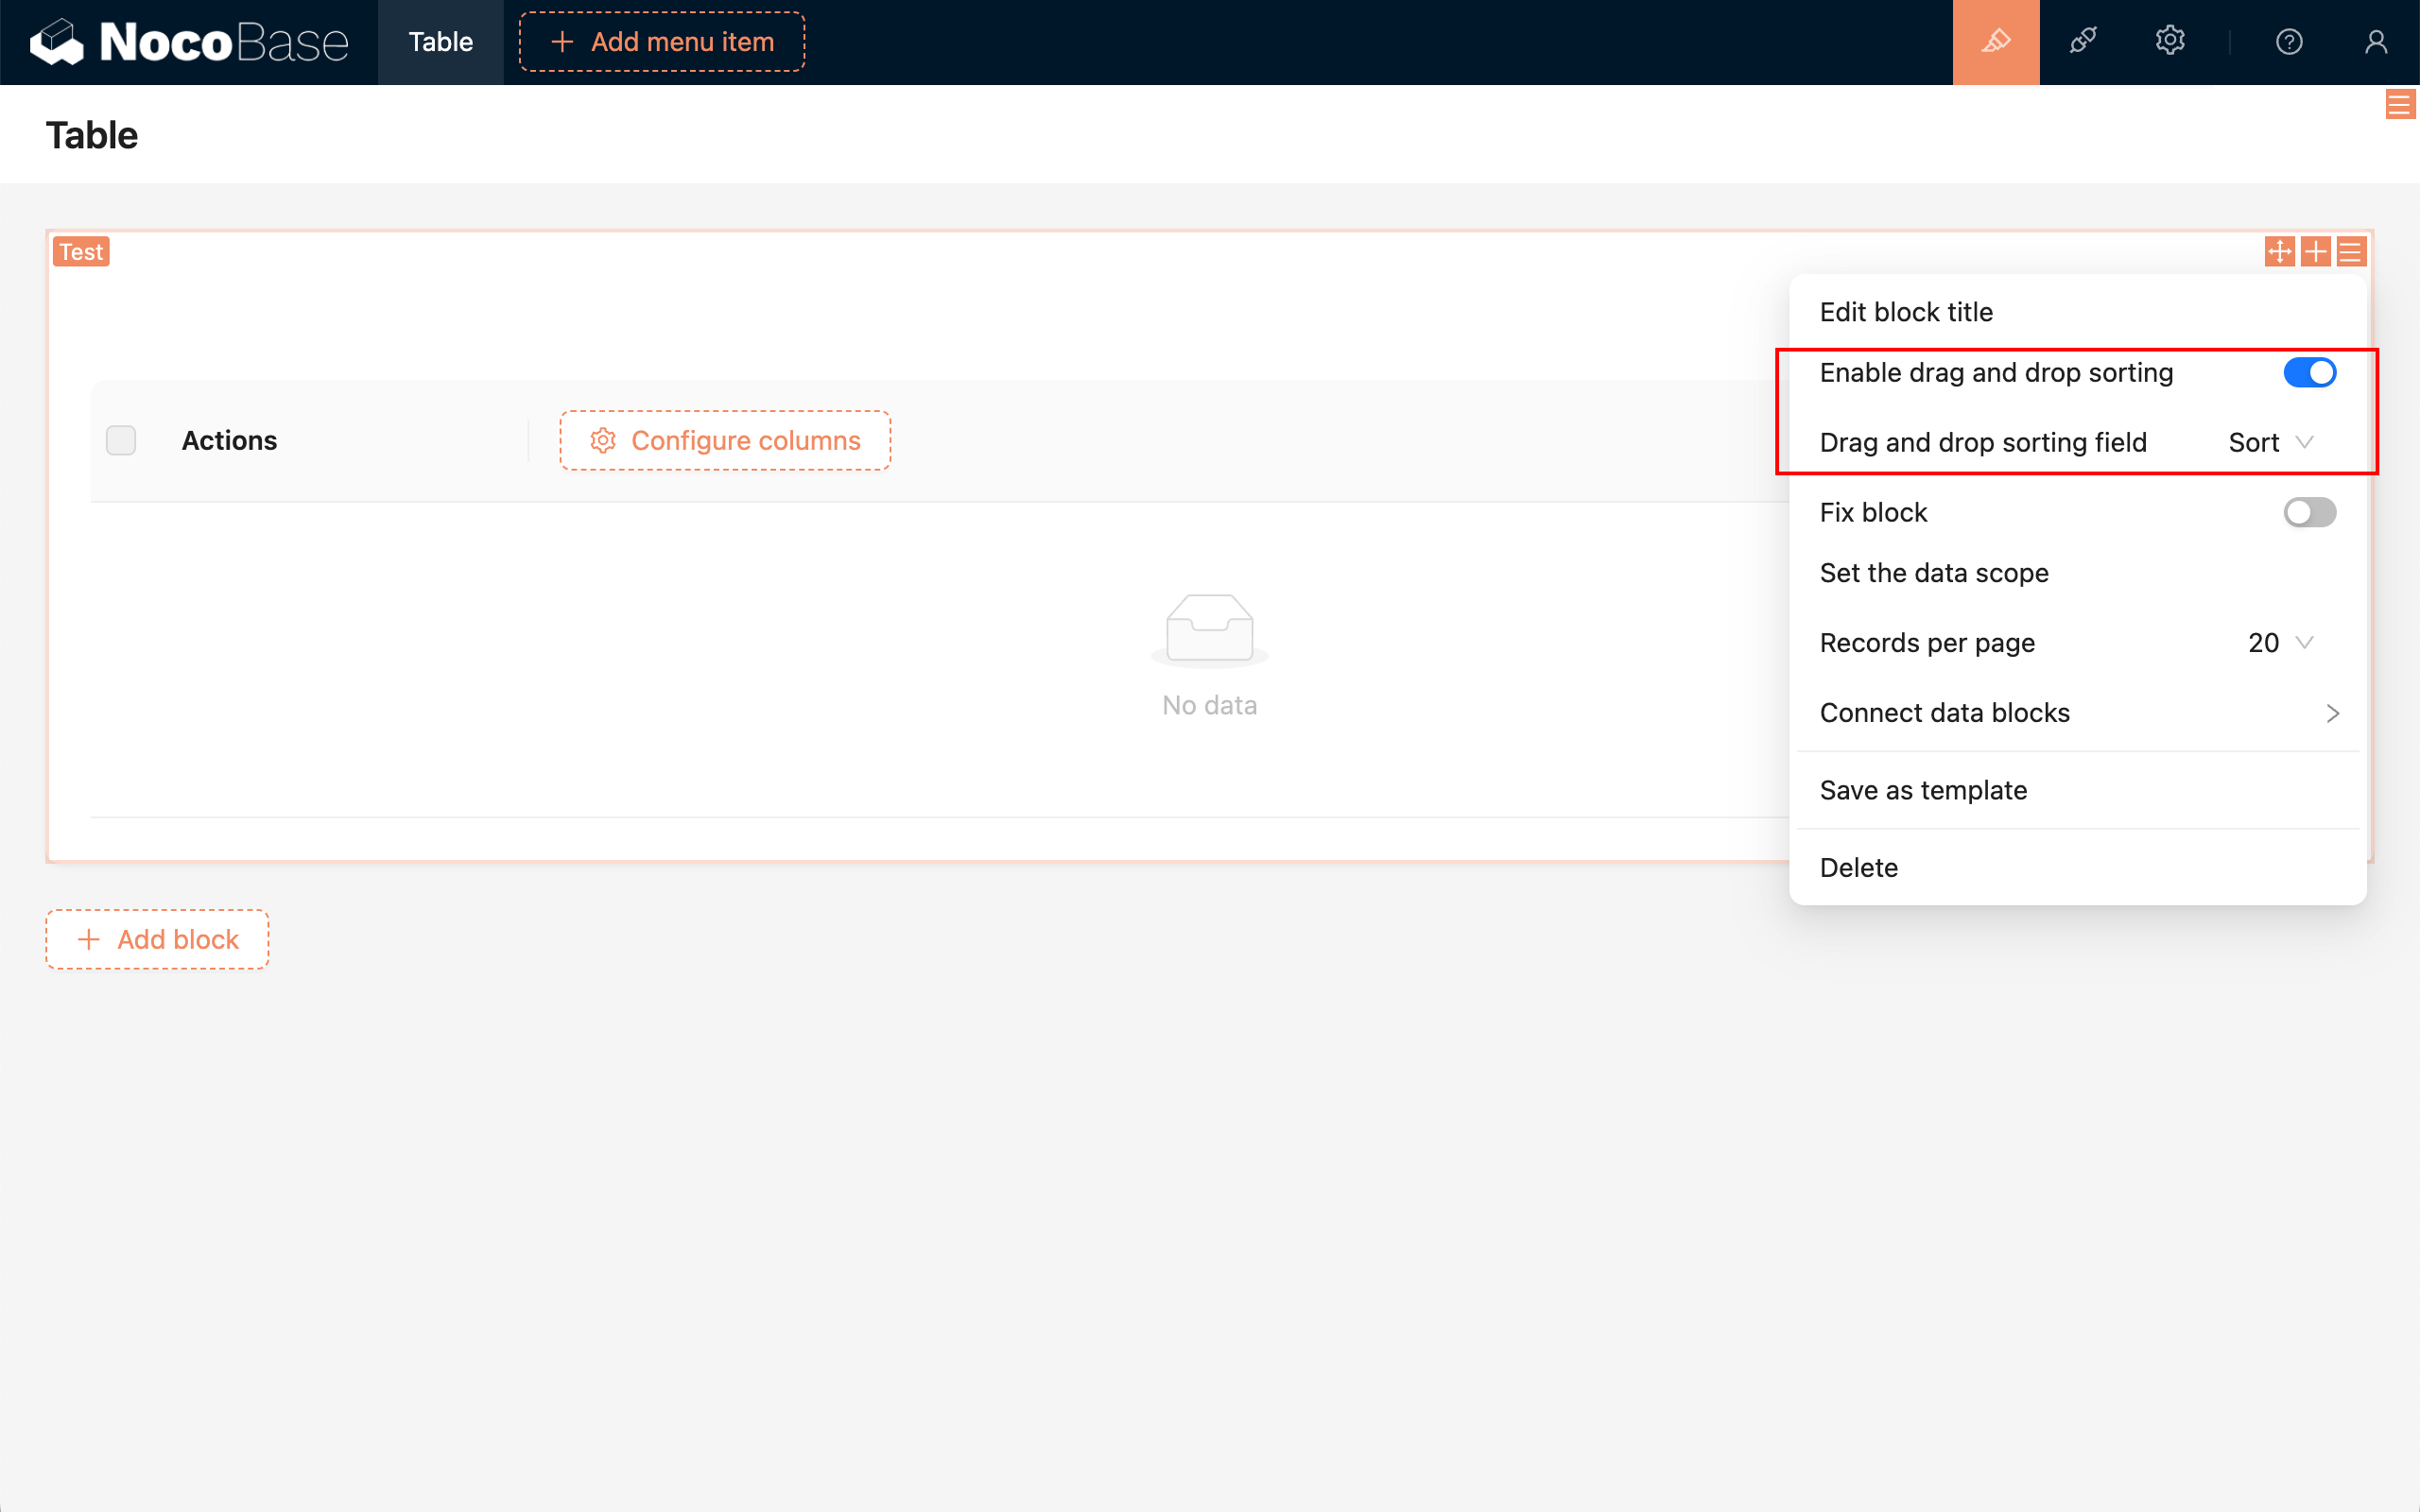 NocoBase
Table
Add menu item
Table
Test
Edit block title
Enable drag and drop sorting
Actions
Configure columns
Drag and drop sorting field
Sort
Fix block
Set the data scope
Records per page
20
No data
Connect data blocks
Save as template
Delete
Add block